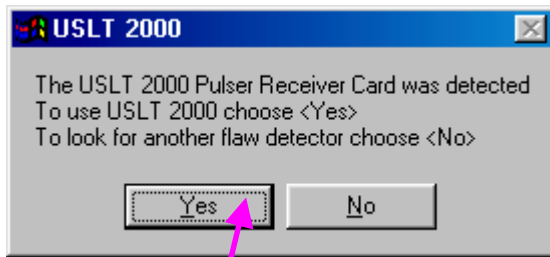 USLT 2000
The USLT 2000 Pulser Receiver Card was detected
To use USLT 2000 choose <Yes>
To look for another flaw detector choose <No>
Yes
No